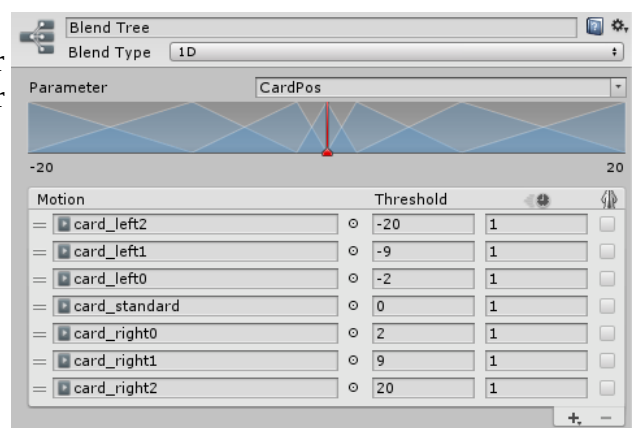 Blend Tree
Blend Type 1D
r
Parameter CardPos
r
-20 20
Motion Threshold
card_left2 -20 1
card_left1 -9 1
card_left0 -2 1
card_standard 0 1
card_right0 2 1
card_right1 9 1
card_right2 20 1